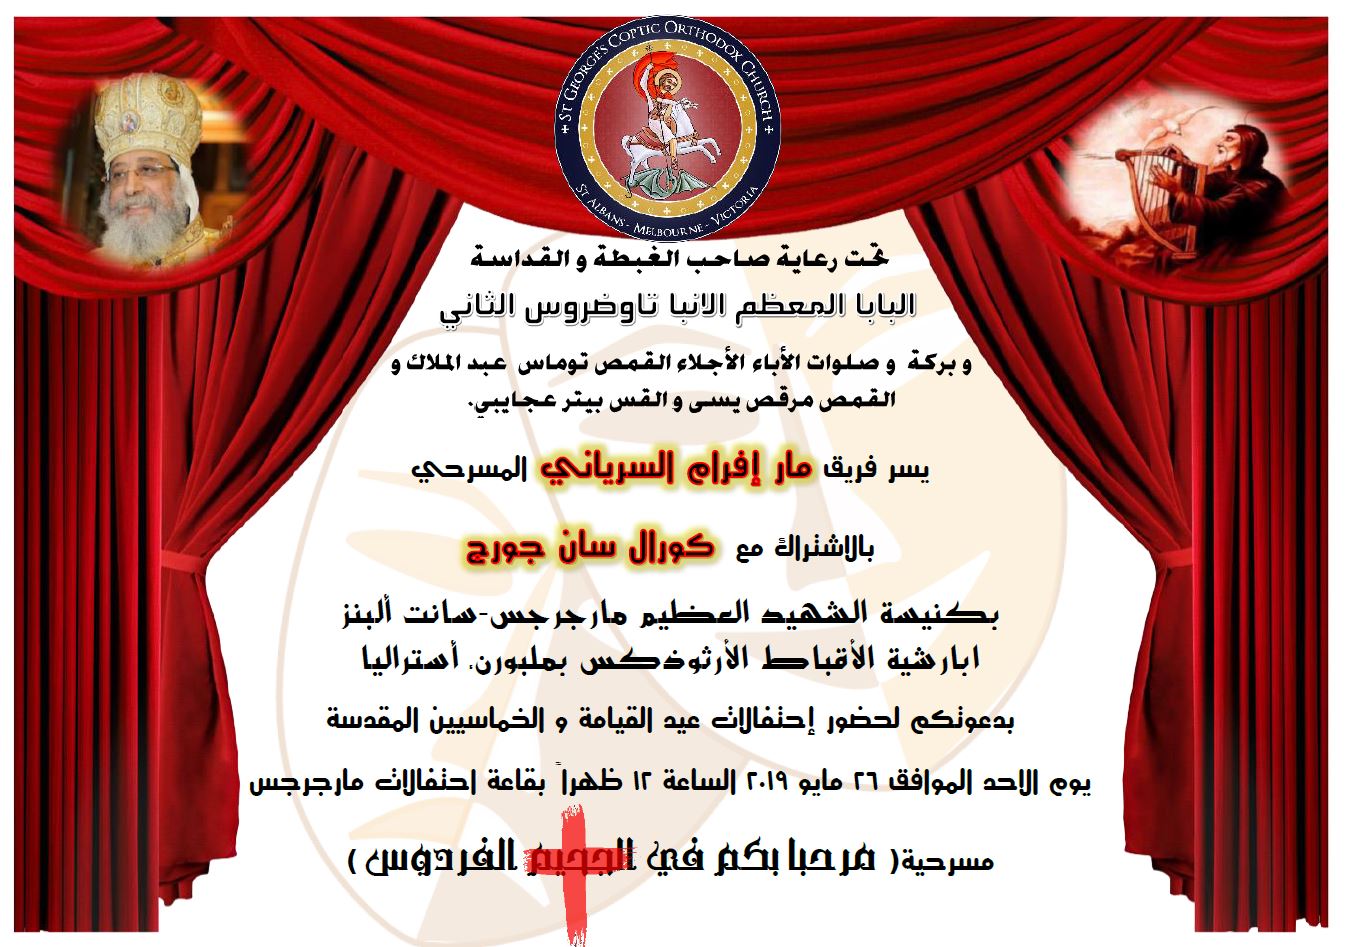 ST GEORGE'S COPTIC ORTHODOX CHURCH
ST ALBANS - MELBOURNE - VICTORIA
تحت رعاية صاحب الغبطة و القداسة
البابا المعظم الانبا تاوضروس الثاني
و بركة و صلوات الأباء الأجلاء القمص توماس عبد الملاك و
القمص مرقص يسى و القس بيتر عجايبي.
يسر فريق مار إفرام السرياني المسرحي
بالاشتراك مع كورال سان جورج
بكنيسة الشهيد العظيم مارجرجس-سانت ألبنز
ابارشية الأقباط الأرثوذكس بملبورن، أستراليا
بدعوتكم لحضور إحتفالات عيد القيامة و الخماسيين المقدسة
يوم الاحد الموافق ٢٦ مايو ٢٠١٩ الساعة ١٢ ظهراً بقاعة احتفالات مارجرجس
مسرحية( مرحبا بكم في الجحيم الفردوس )